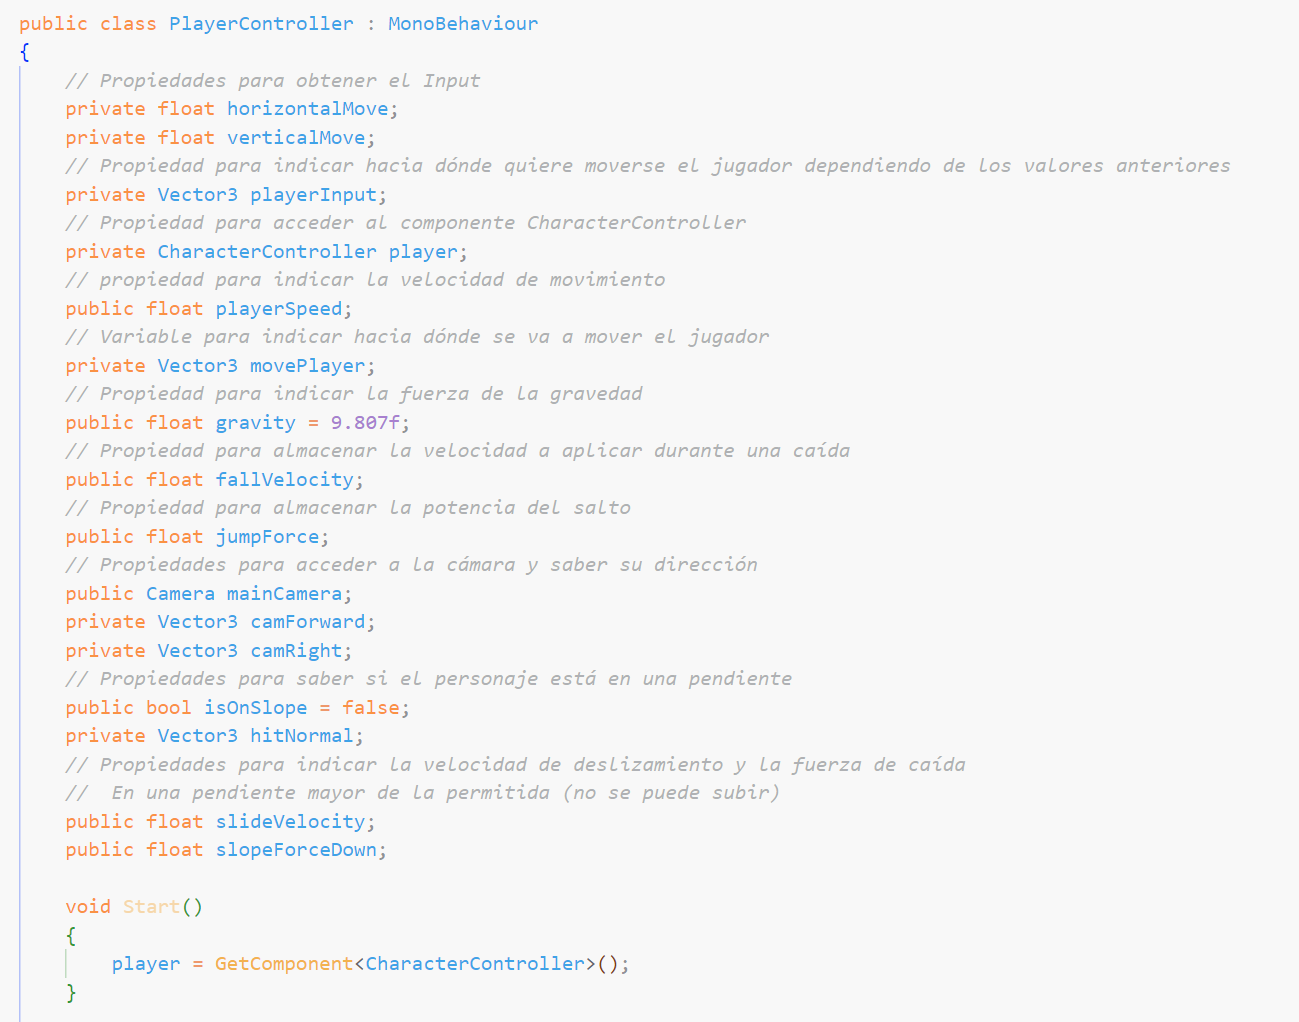 public class PlayerController : MonoBehaviour
{
    // Propiedades para obtener el Input
    private float horizontalMove;
    private float verticalMove;
    // Propiedad para indicar hacia dónde quiere moverse el jugador dependiendo de los valores anteriores
    private Vector3 playerInput;
    // Propiedad para acceder al componente CharacterController
    private CharacterController player;
    // propiedad para indicar la velocidad de movimiento
    public float playerSpeed;
    // Variable para indicar hacia dónde se va a mover el jugador
    private Vector3 movePlayer;
    // Propiedad para indicar la fuerza de la gravedad
    public float gravity = 9.807f;
    // Propiedad para almacenar la velocidad a aplicar durante una caída
    public float fallVelocity;
    // Propiedad para almacenar la potencia del salto
    public float jumpForce;
    // Propiedades para acceder a la cámara y saber su dirección
    public Camera mainCamera;
    private Vector3 camForward;
    private Vector3 camRight;
    // Propiedades para saber si el personaje está en una pendiente
    public bool isOnSlope = false;
    private Vector3 hitNormal;
    // Propiedades para indicar la velocidad de deslizamiento y la fuerza de caída
    //  En una pendiente mayor de la permitida (no se puede subir)
    public float slideVelocity;
    public float slopeForceDown;

    void Start()
    {
        player = GetComponent<CharacterController>();
    }